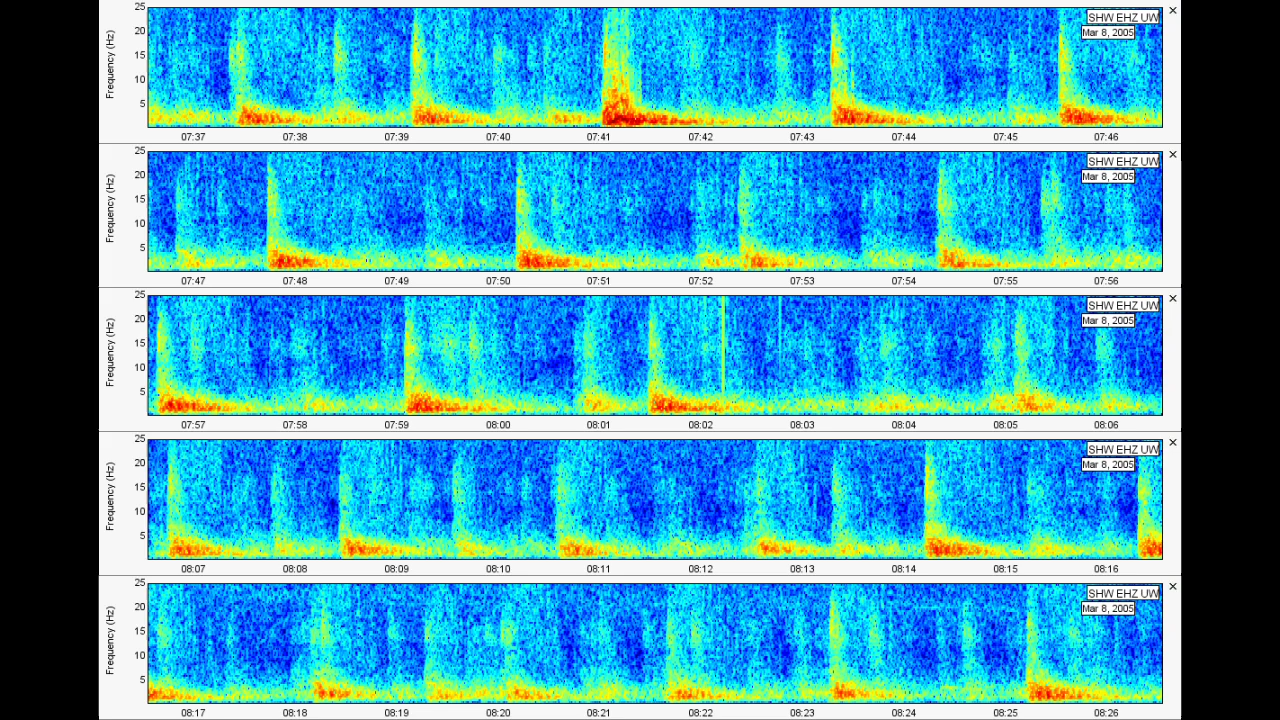 25
20
15
10
5
Frequency (Hz)
SHW EHZ UW
Mar 8, 2005
07:37 07:38 07:39 07:40 07:41 07:42 07:43 07:44 07:45 07:46
25
20
15
10
5
Frequency (Hz)
SHW EHZ UW
Mar 8, 2005
07:47 07:48 07:49 07:50 07:51 07:52 07:53 07:54 07:55 07:56
25
20
15
10
5
Frequency (Hz)
SHW EHZ UW
Mar 8, 2005
07:57 07:58 07:59 08:00 08:01 08:02 08:03 08:04 08:05 08:06
25
20
15
10
5
Frequency (Hz)
SHW EHZ UW
Mar 8, 2005
08:07 08:08 08:19 08:10 08:11 08:12 08:13 08:14 08:15 08:16
25
20
15
10
5
Frequency (Hz)
SHW EHZ UW
Mar 8, 2005
08:17 08:18 08:19 08:20 08:21 08:22 08:23 08:24 08:25 08:26